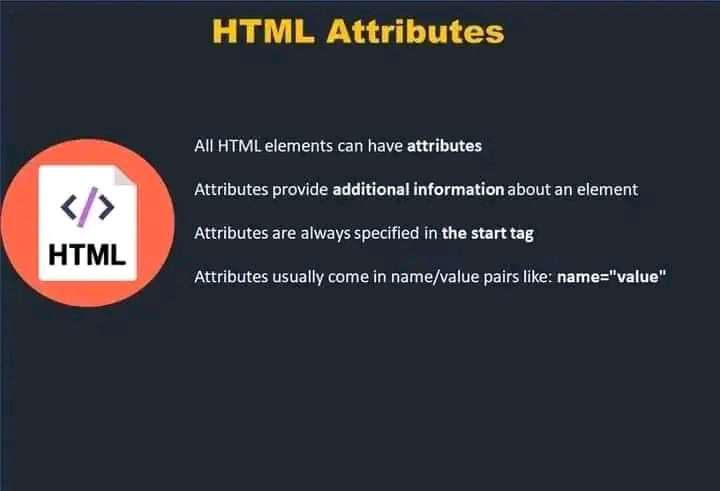 HTML Attributes
All HTML elements can have attributes
Attributes provide additional information about an element
Attributes are always specified in the start tag
Attributes usually come in name/value pairs like: name="value"
</>
HTML